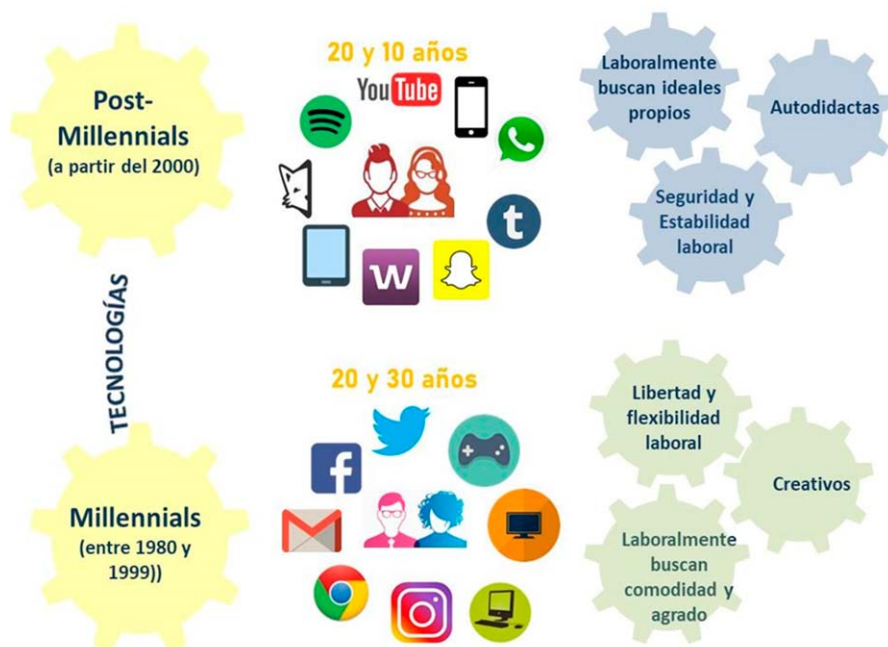 Post-
Millennials
(a partir del 2000)
20 y 10 años
YouTube
t
W
Laboralmente
buscan ideales
propios
Autodidactas
Seguridad y
Estabilidad
laboral
TECNOLOGÍAS
Millennials
(entre 1980 y
1999))
20 y 30 años
f
Libertad y
flexibilidad
laboral
Creativos
Laboralmente
buscan
comodidad y
agrado